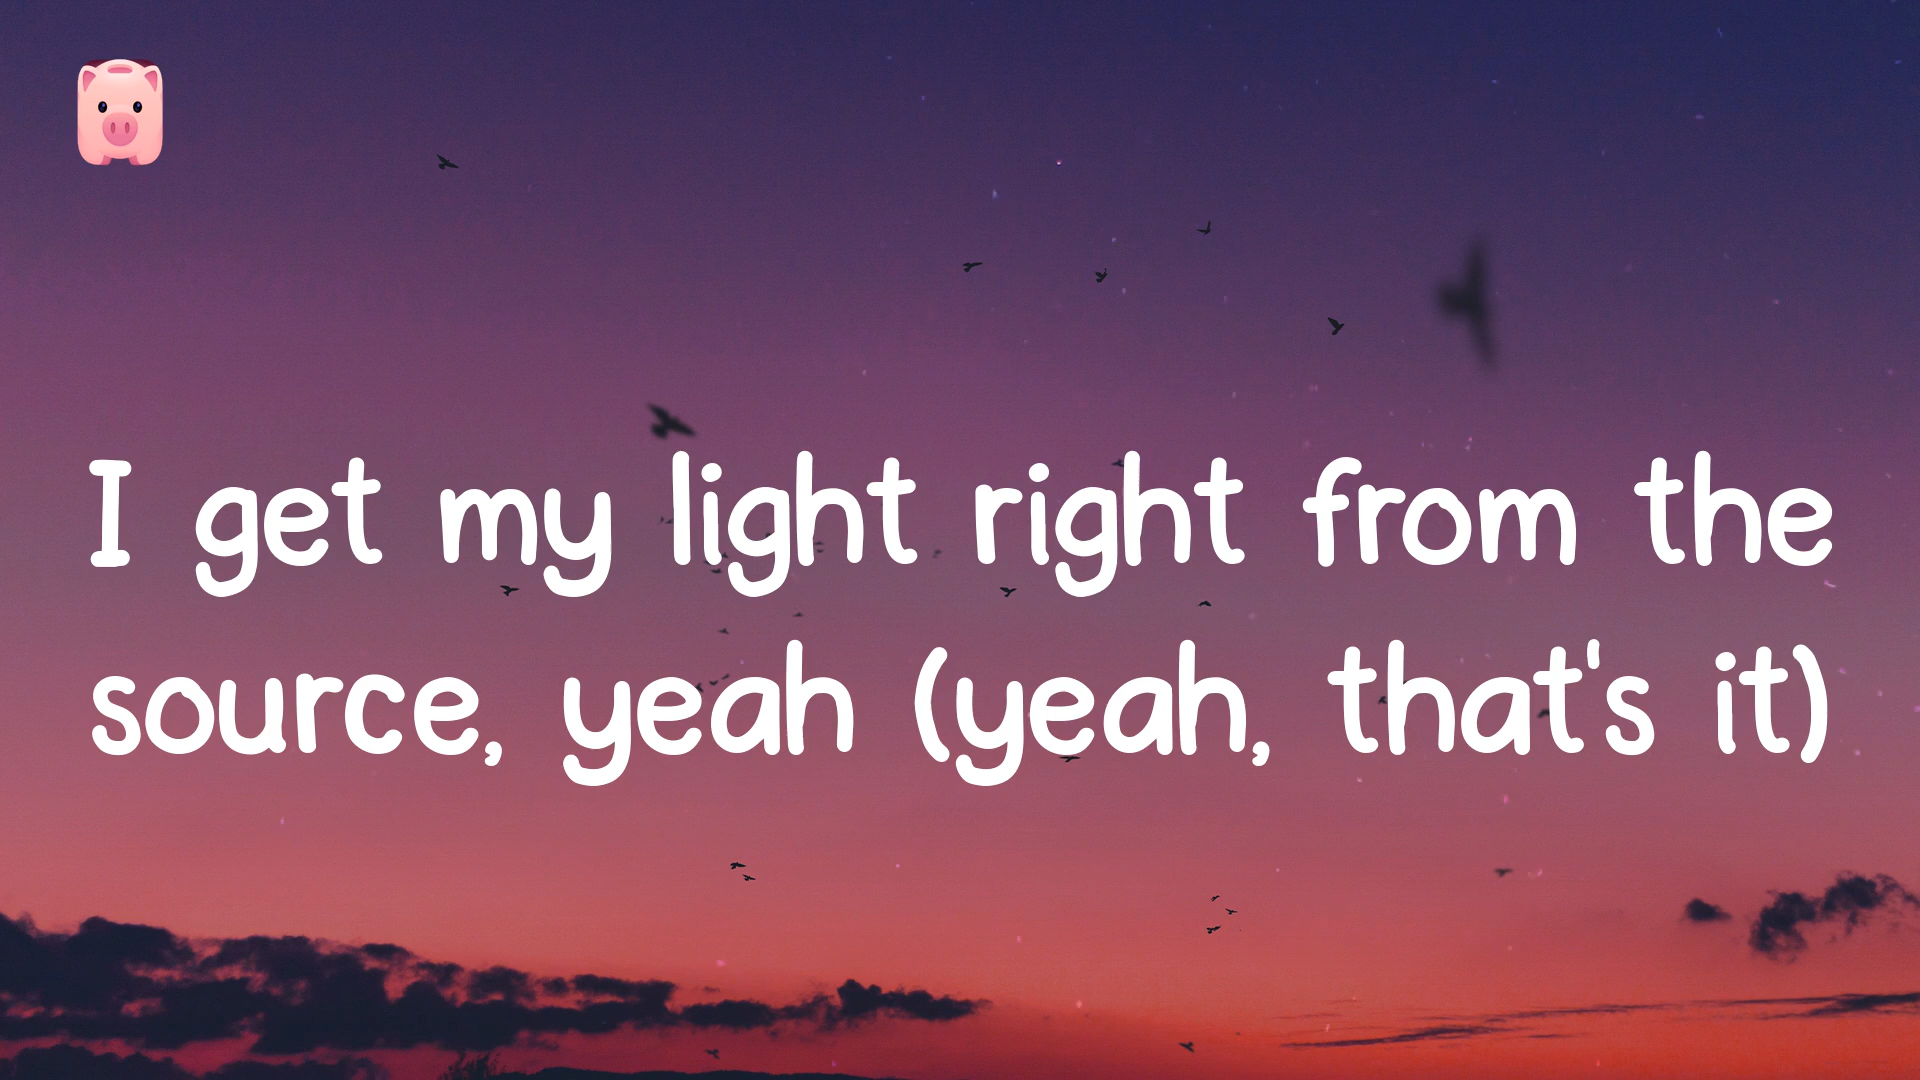 I get my light right from the
source, yeah (yeah, that's it)